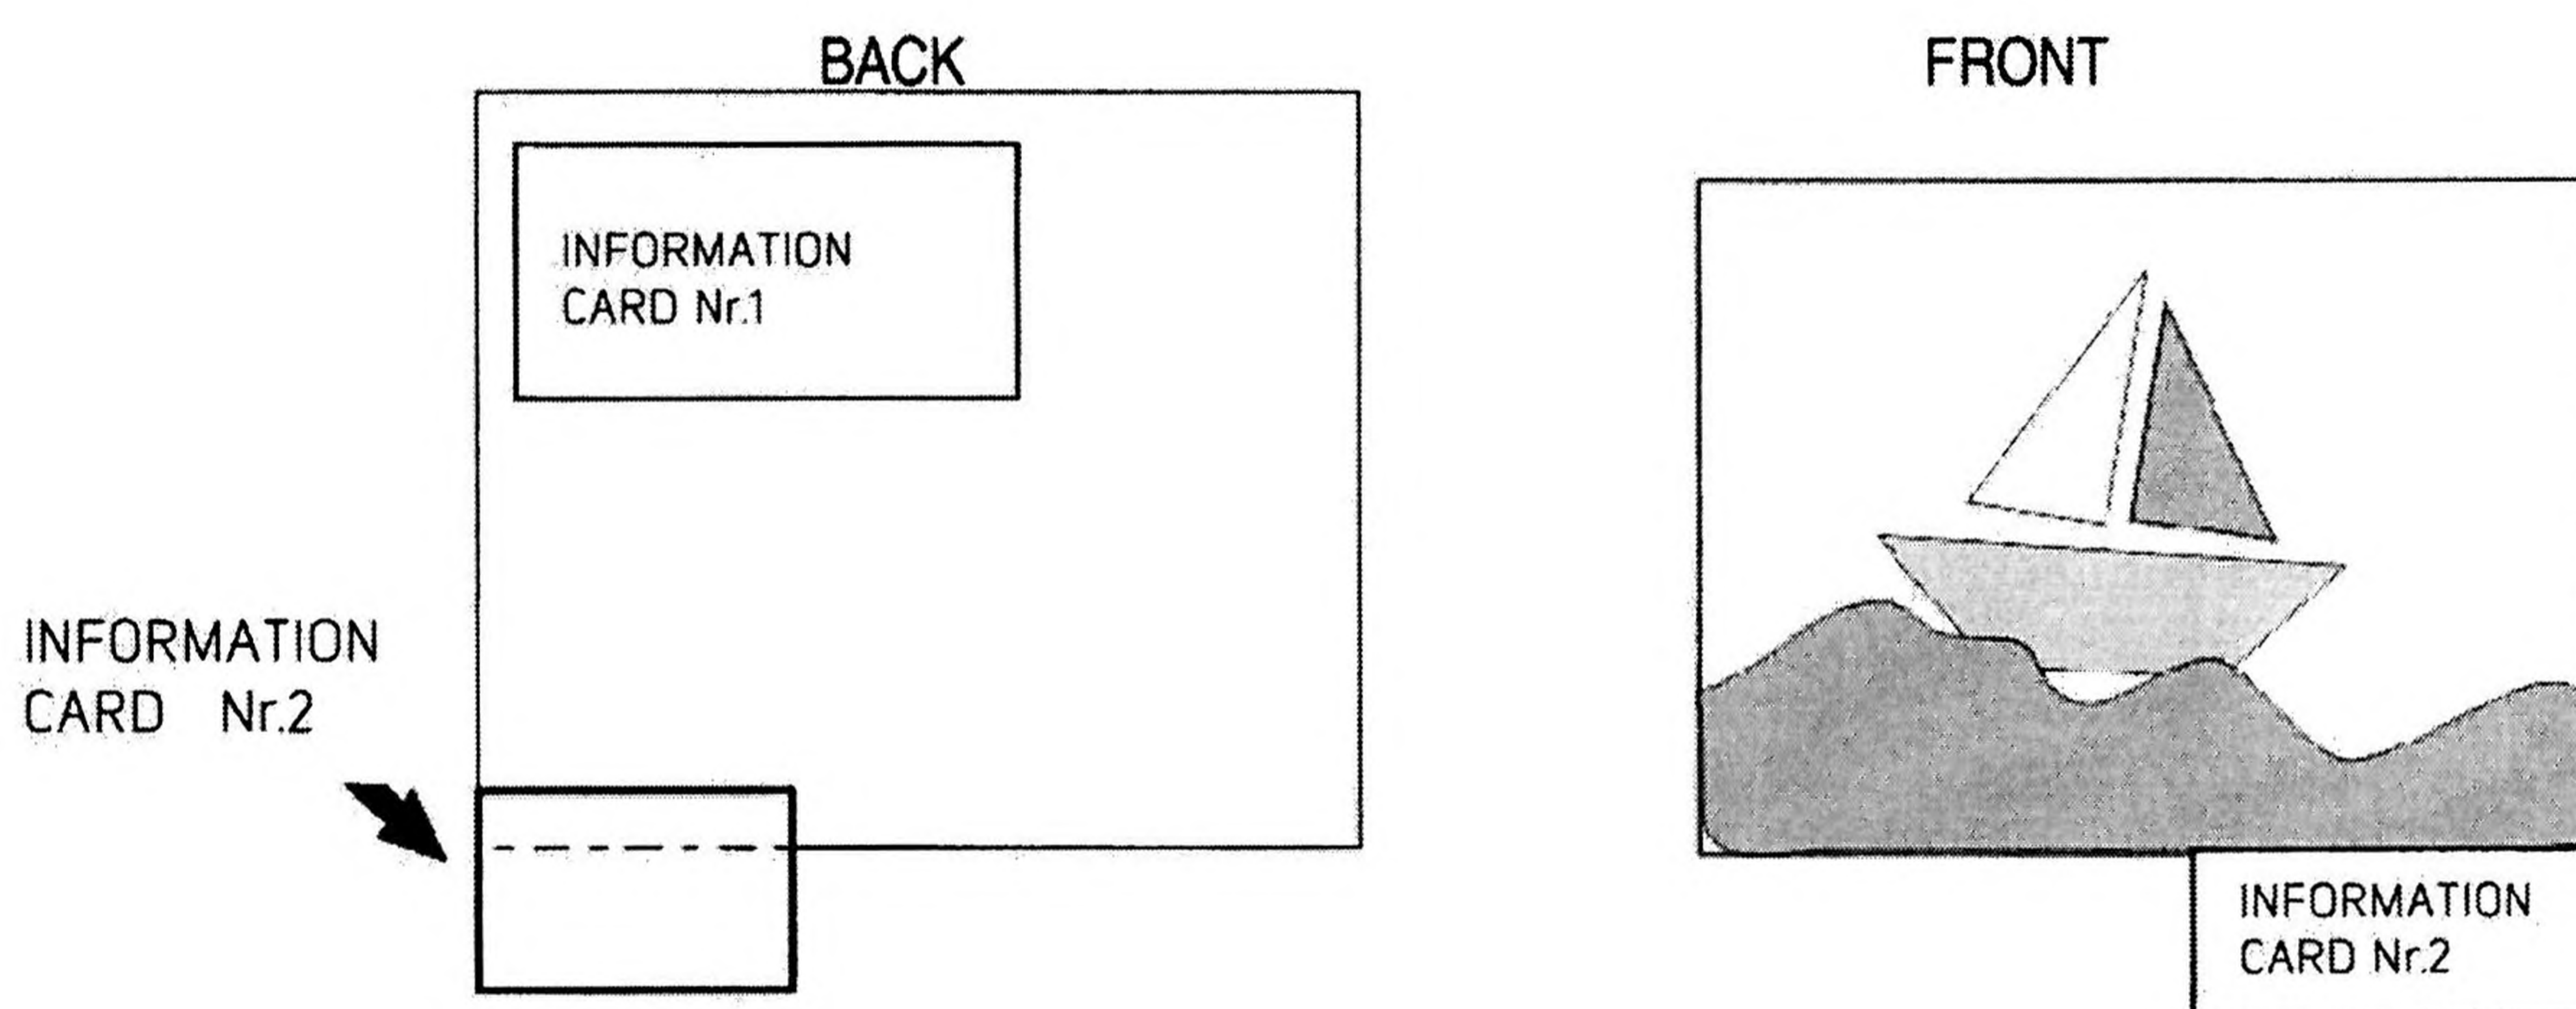 BACK
INFORMATION
CARD Nr.1
INFORMATION
CARD Nr.2
FRONT
INFORMATION
CARD Nr.2